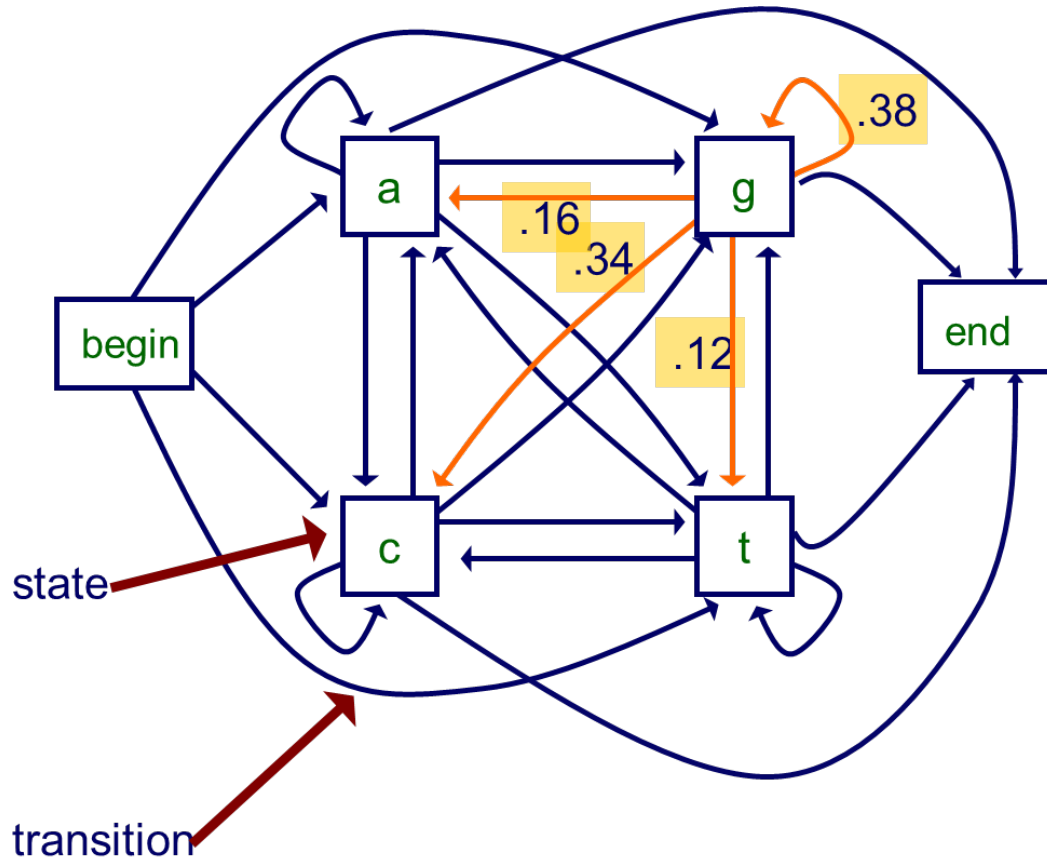 .38
a
g
.16
.34
begin
end
.12
c
t
state
transition